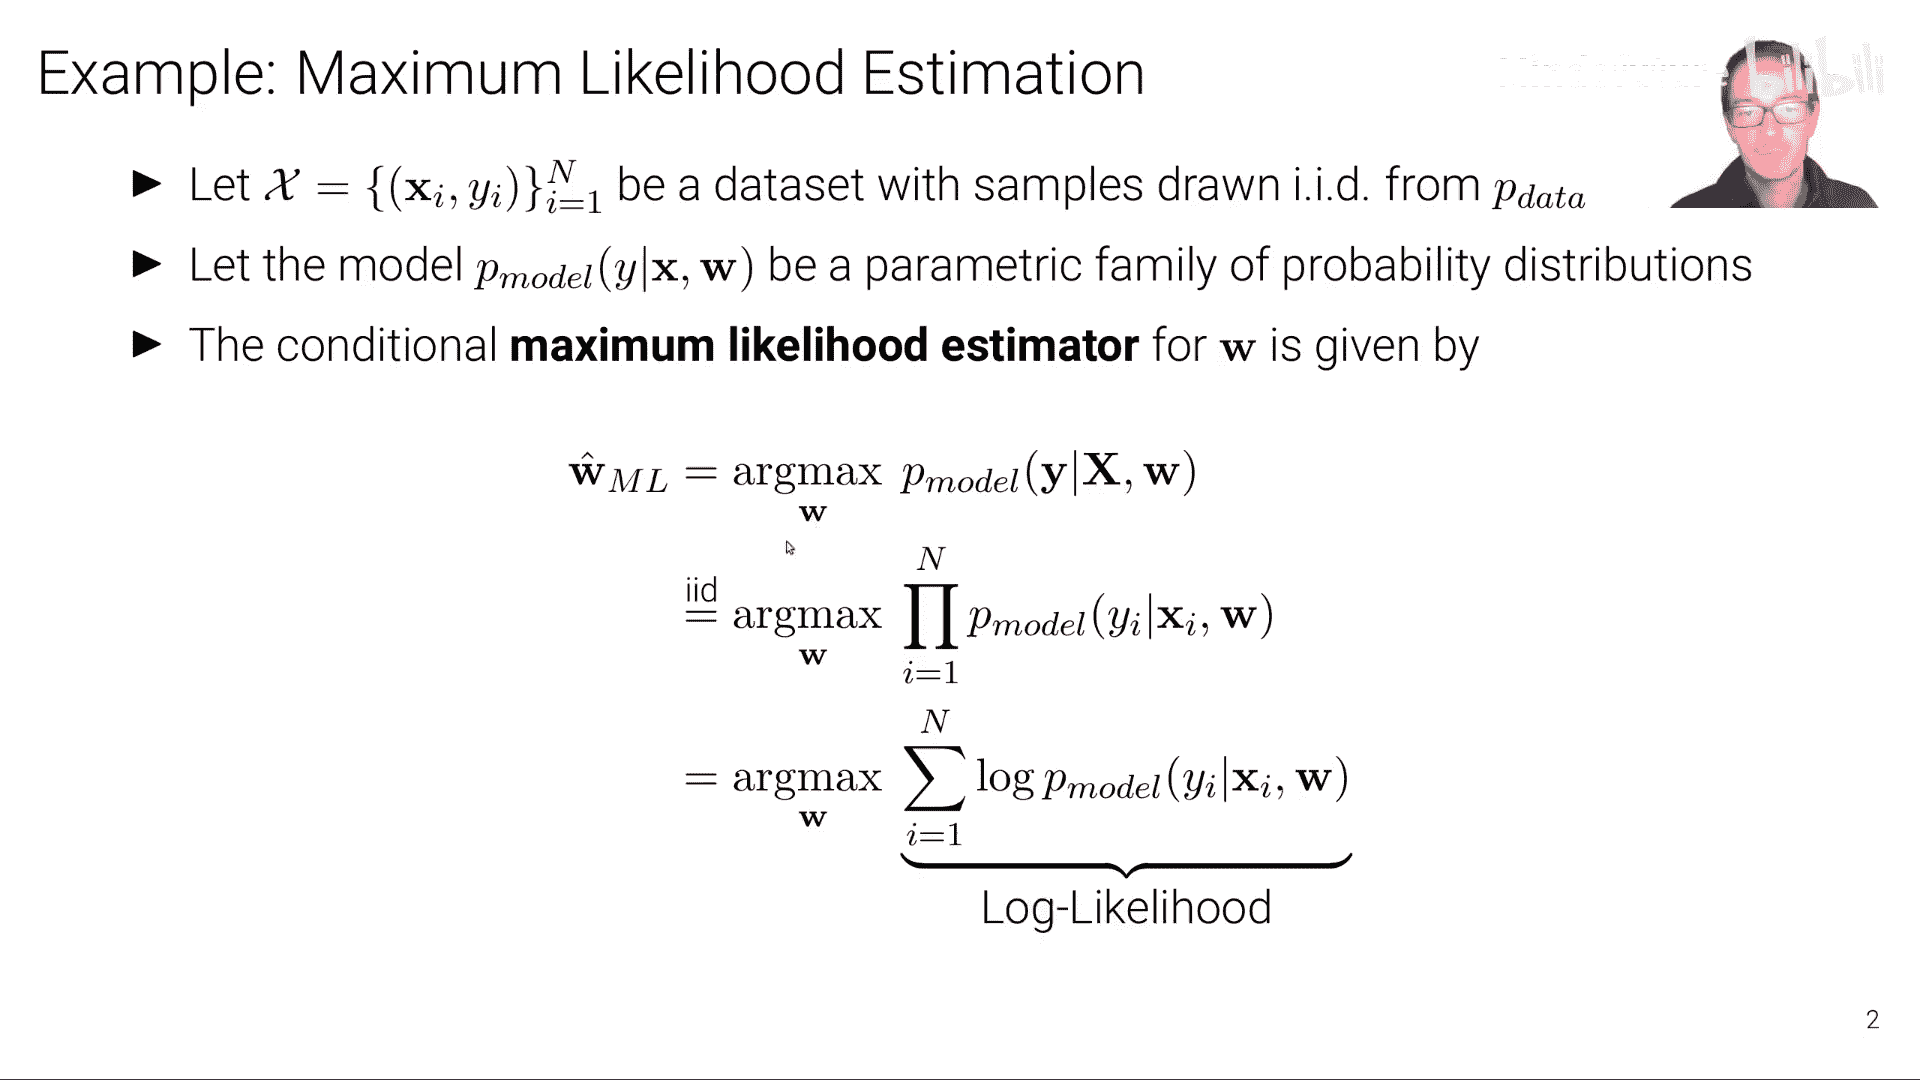 Example: Maximum Likelihood Estimation
bilibili
► Let 𝒳 = {(𝐱ᵢ, yᵢ)}ᵢ₌₁ᴺ be a dataset with samples drawn i.i.d. from p_data
► Let the model p_model(y|𝐱, 𝐰) be a parametric family of probability distributions
► The conditional maximum likelihood estimator for 𝐰 is given by
ŵ_ML = argmax_𝐰 p_model(𝐲|𝐗, 𝐰)
iid
= argmax_𝐰 ∏ᵢ₌₁ᴺ p_model(yᵢ|𝐱ᵢ, 𝐰)
= argmax_𝐰 ∑ᵢ₌₁ᴺ log p_model(yᵢ|𝐱ᵢ, 𝐰)
Log-Likelihood
2